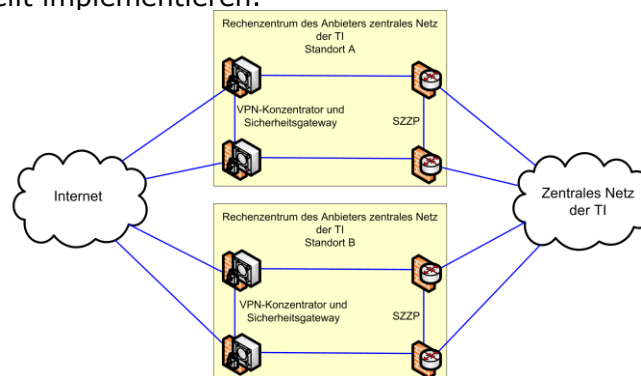 implementieren.
Rechenzentrum des Anbieters zentrales Netz
der TI
Standort A
VPN-Konzentrator und
Sicherheitsgateway
SZZP
Internet
Zentrales Netz
der TI
Rechenzentrum des Anbieters zentrales Netz
der TI
Standort B
VPN-Konzentrator und
Sicherheitsgateway
SZZP